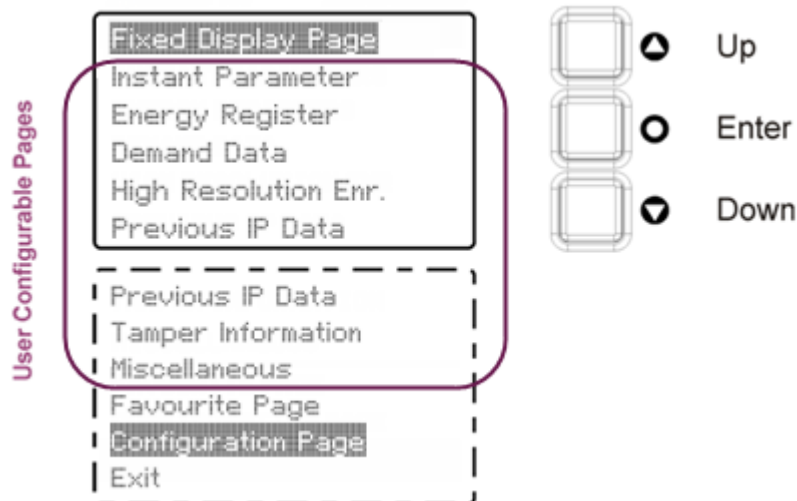 User Configurable Pages
Fixed Display Page
Instant Parameter
Energy Register
Demand Data
High Resolution Enr.
Previous IP Data
Previous IP Data
Tamper Information
Miscellaneous
Favourite Page
Configuration Page
Exit
Up
Enter
Down